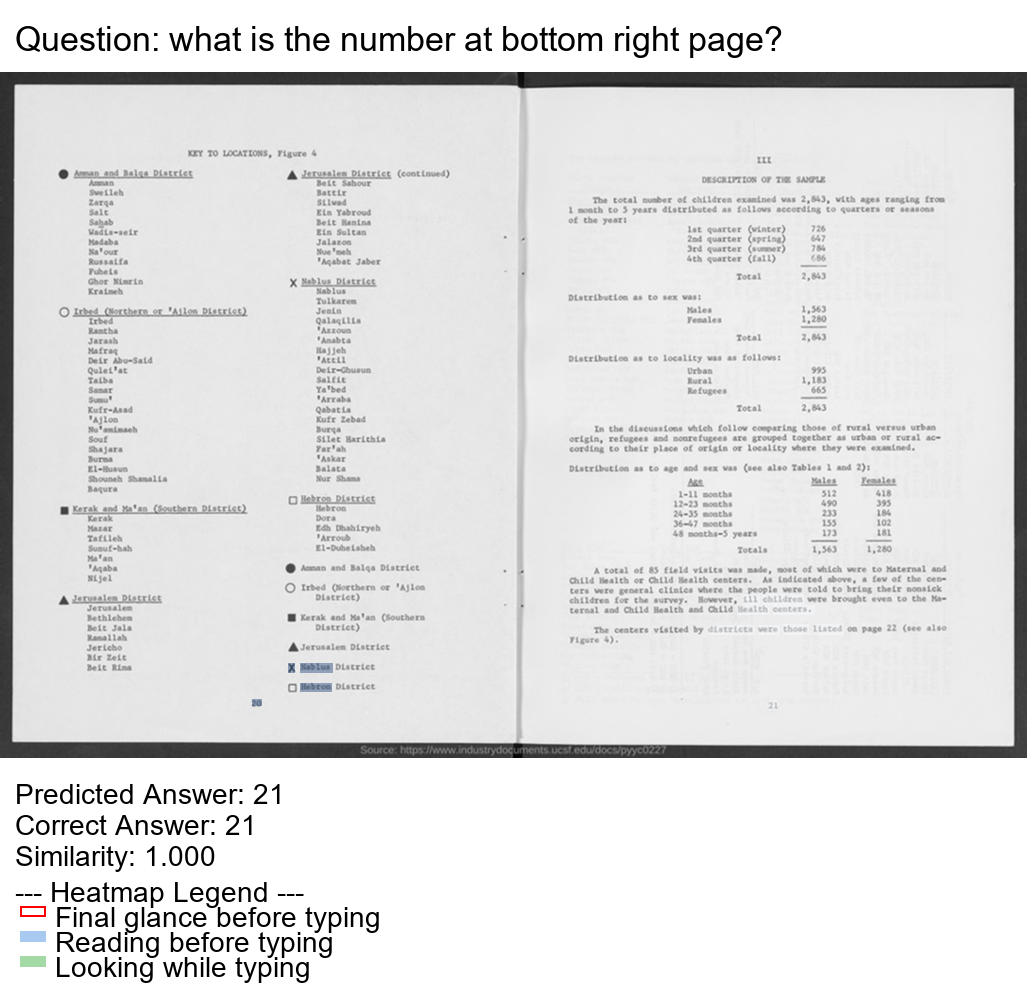 Question: what is the number at bottom right page?
KEY TO LOCATIONS, Figure 4
Amman and Balqa District
Amman
Sweileh
Zarqa
Salt
Sahab
Wadis-seir
Madaba
Na'our
Russaifa
Fuheis
Ghor Nimrin
Kraimeh
Irbed (Northern or 'Ajlon District)
Irbed
Ramtha
Jarash
Mafraq
Deir Abu-Said
Qulei'at
Taiba
Samar
Sumu'
Kufr-Asad
'Ajlon
Nu'emimeh
Souf
Shajara
Burma
El-Husun
Shouneh Shamalia
Baqura
Kerak and Ma'an (Southern District)
Kerak
Mazar
Tafileh
Sunuf-hah
Ma'an
'Aqaba
Nijel
Jerusalem District
Jerusalem
Bethlehem
Beit Jala
Ramallah
Jericho
Bir Zeit
Beit Rima
Jerusalem District (continued)
Beit Sahour
Battir
Silwad
Ein Yabroud
Beit Hanina
Ein Sultan
Jalazon
Nue'meh
'Aqabat Jaber
X Nablus District
Nablus
Tulkarem
Jenin
Qalaqilia
'Azzoun
'Anabta
Hajjeh
'Attil
Deir-Ghusun
Salfit
Ya'bed
'Arraba
Qabatia
Kufr Zebad
Burqa
Silet Harithia
Far'ah
'Askar
Balata
Nur Shams
Hebron District
Hebron
Dora
Edh Dhahiryeh
'Arroub
El-Duheisheh
Amman and Balqa District
Irbed (Northern or 'Ajlon
District)
Kerak and Ma'an (Southern
District)
Jerusalem District
X Nablus District
Hebron District
20
III
DESCRIPTION OF THE SAMPLE
The total number of children examined was 2,843, with ages ranging from
1 month to 5 years distributed as follows according to quarters or seasons
of the year:
1st quarter (winter) 726
2nd quarter (spring) 647
3rd quarter (summer) 784
4th quarter (fall) 686
Total 2,843
Distribution as to sex was:
Males 1,563
Females 1,280
Total 2,843
Distribution as to locality was as follows:
Urban 995
Rural 1,183
Refugees 665
Total 2,843
In the discussions which follow comparing those of rural versus urban
origin, refugees and nonrefugees are grouped together as urban or rural ac-
cording to their place of origin or locality where they were examined.
Distribution as to age and sex was (see also Tables 1 and 2):
Age Males Females
1-11 months 512 418
12-23 months 490 395
24-35 months 233 184
36-47 months 155 102
48 months-5 years 173 181
Totals 1,563 1,280
A total of 85 field visits was made, most of which were to Maternal and
Child Health or Child Health centers. As indicated above, a few of the cen-
ters were general clinics where the people were told to bring their nonsick
children for the survey. However, ill children were brought even to the Ma-
ternal and Child Health and Child Health centers.
The centers visited by districts were those listed on page 22 (see also
Figure 4).
21
Source: https://www.industrydocuments.ucsf.edu/docs/pyyc0227
Predicted Answer: 21
Correct Answer: 21
Similarity: 1.000
--- Heatmap Legend ---
Final glance before typing
Reading before typing
Looking while typing